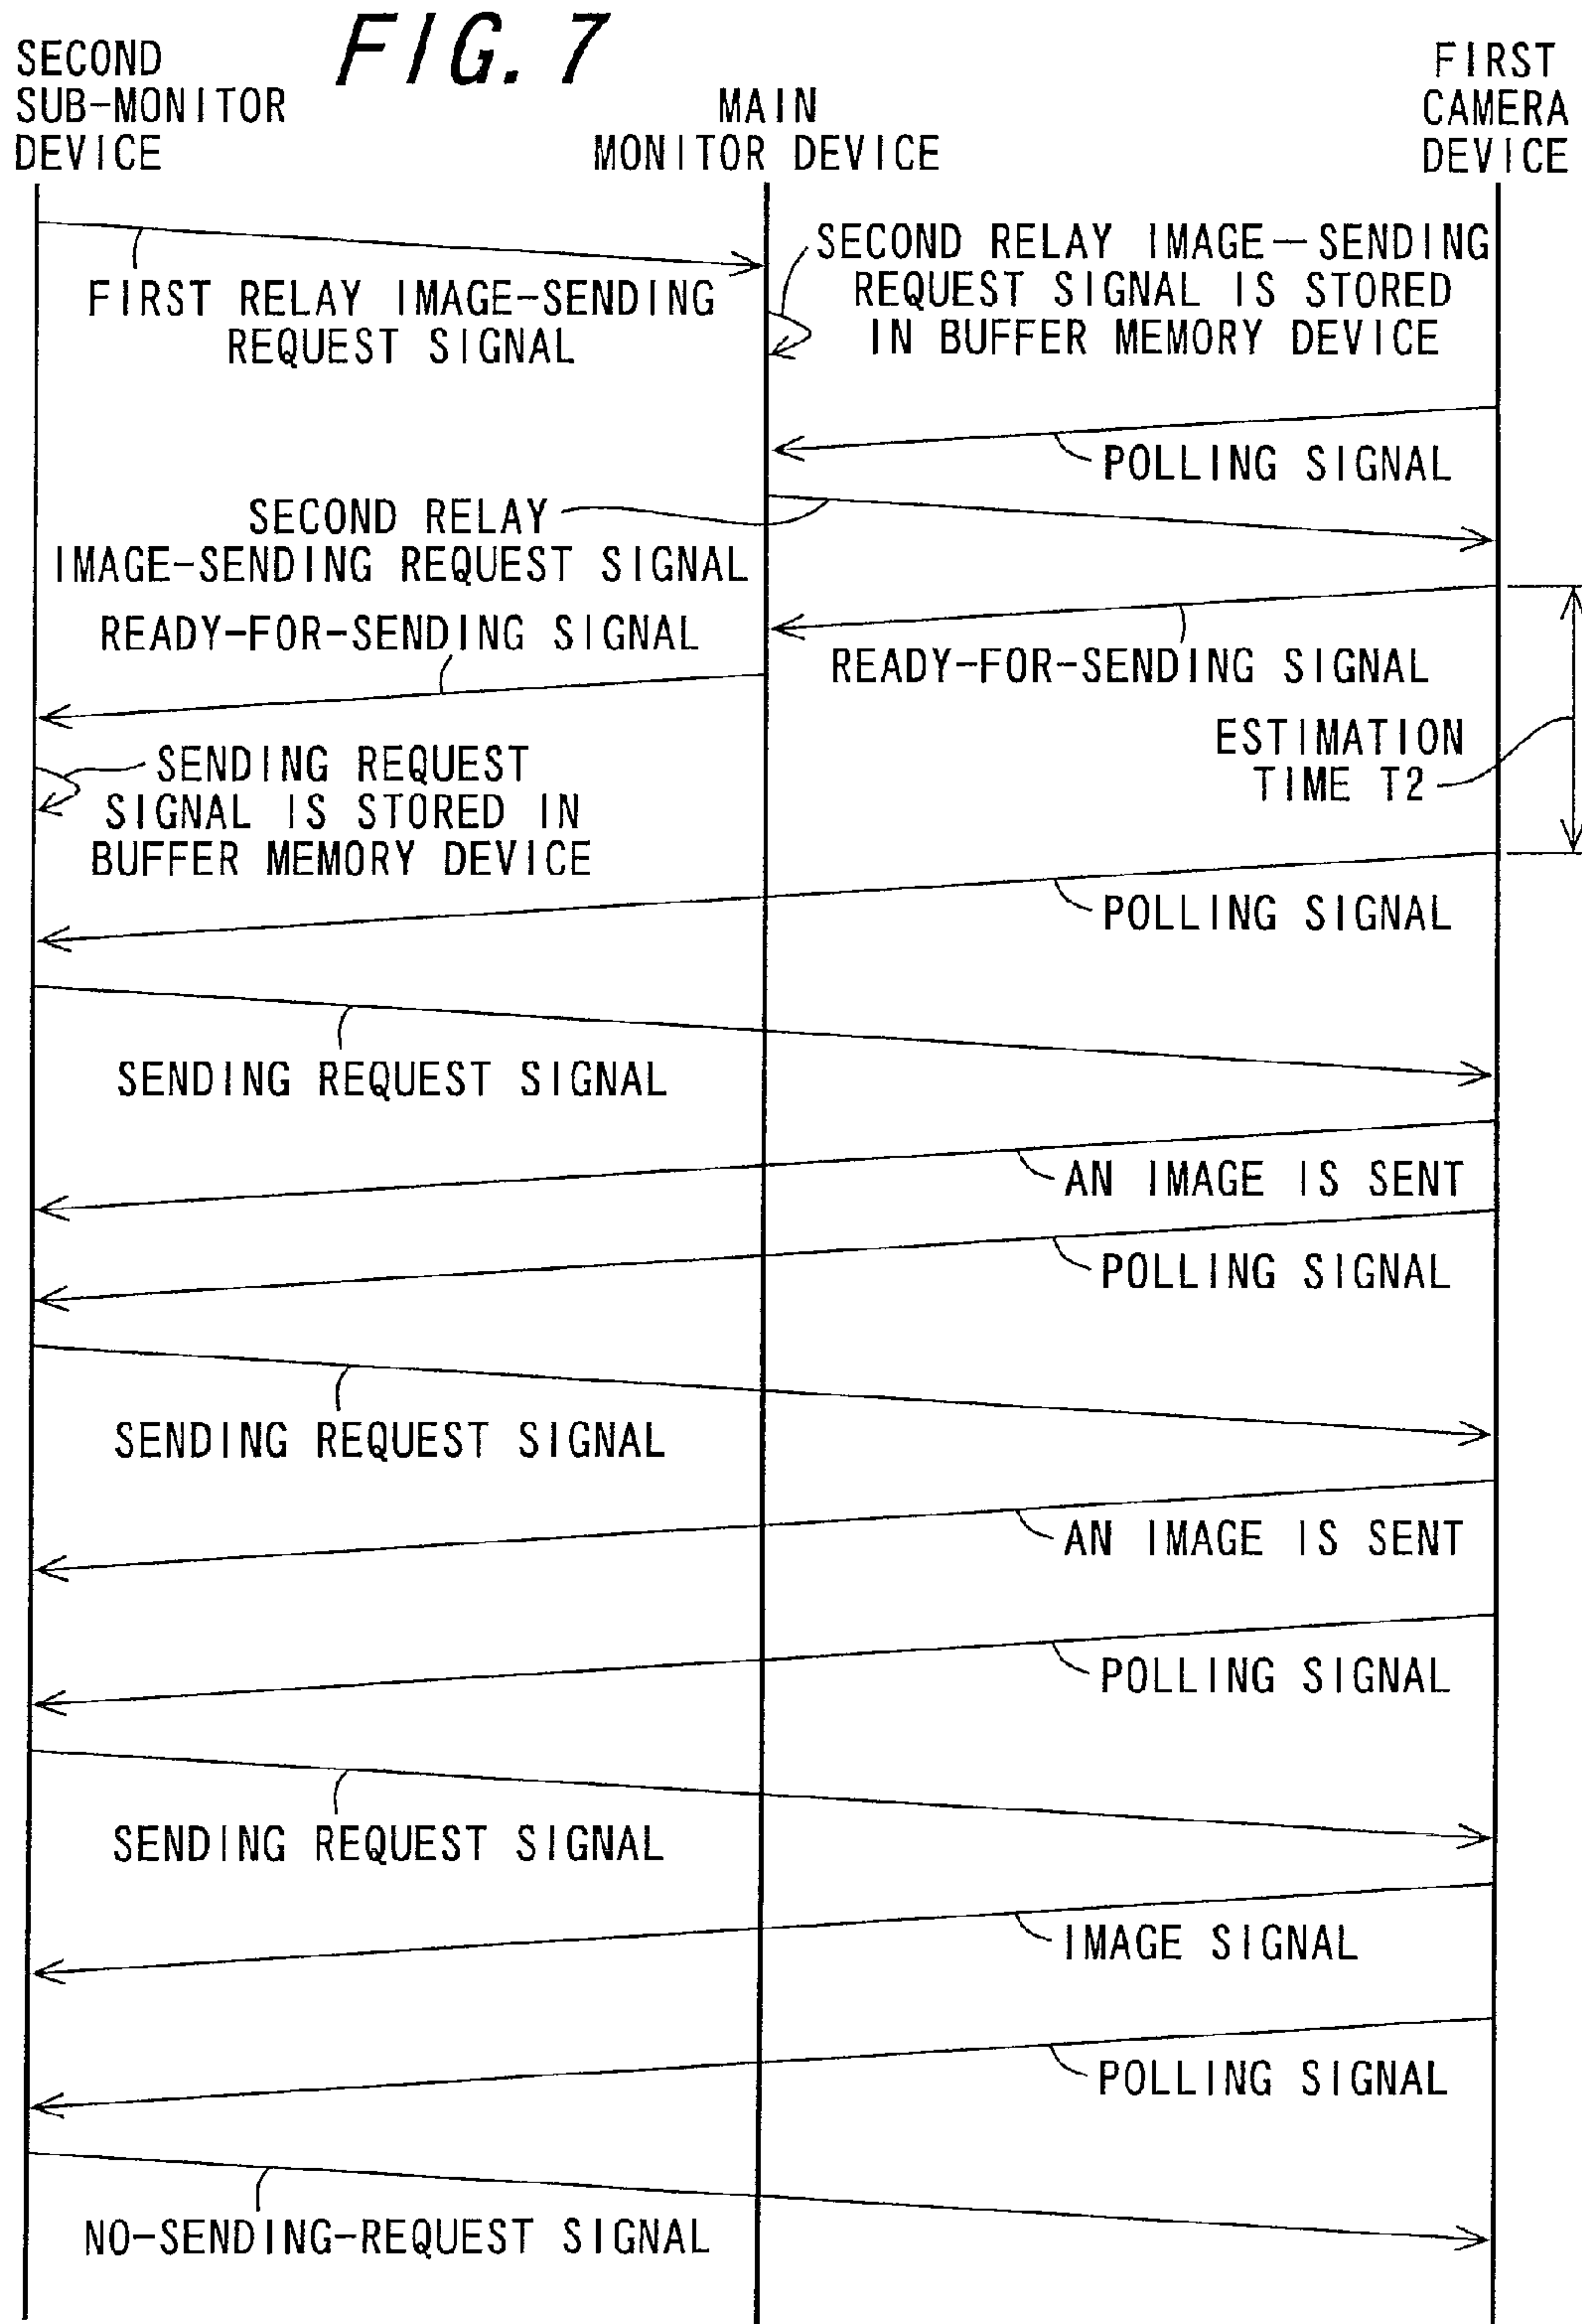 FIG. 7
SECOND
SUB-MONITOR
DEVICE
MAIN
MONITOR DEVICE
FIRST
CAMERA
DEVICE
FIRST RELAY IMAGE-SENDING
REQUEST SIGNAL
SECOND RELAY IMAGE-SENDING
REQUEST SIGNAL IS STORED
IN BUFFER MEMORY DEVICE
POLLING SIGNAL
SECOND RELAY
IMAGE-SENDING REQUEST SIGNAL
READY-FOR-SENDING SIGNAL
READY-FOR-SENDING SIGNAL
ESTIMATION
TIME T2
SENDING REQUEST
SIGNAL IS STORED IN
BUFFER MEMORY DEVICE
POLLING SIGNAL
SENDING REQUEST SIGNAL
AN IMAGE IS SENT
POLLING SIGNAL
SENDING REQUEST SIGNAL
AN IMAGE IS SENT
POLLING SIGNAL
SENDING REQUEST SIGNAL
IMAGE SIGNAL
POLLING SIGNAL
NO-SENDING-REQUEST SIGNAL